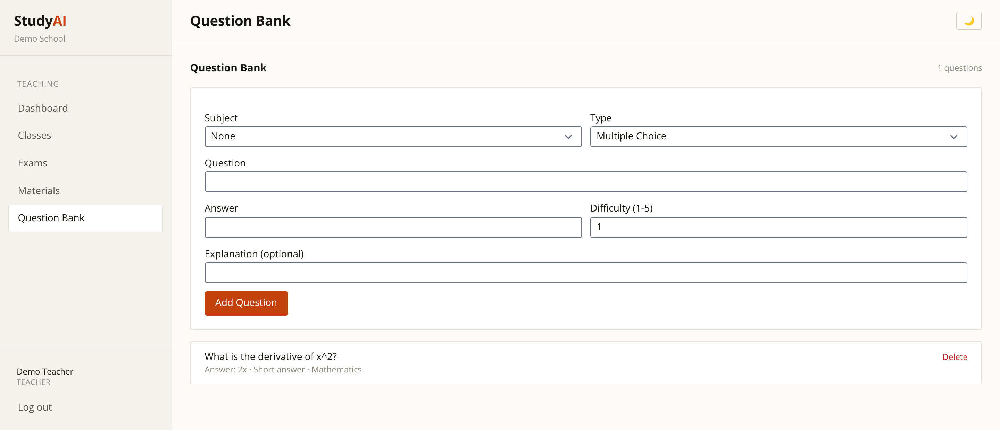 StudyAI
Demo School
TEACHING
Dashboard
Classes
Exams
Materials
Question Bank
Demo Teacher
TEACHER
Log out
Question Bank
Question Bank
1 questions
Subject
Type
None
Multiple Choice
Question
Answer
Difficulty (1-5)
1
Explanation (optional)
Add Question
What is the derivative of x^2?
Delete
Answer: 2x · Short answer · Mathematics